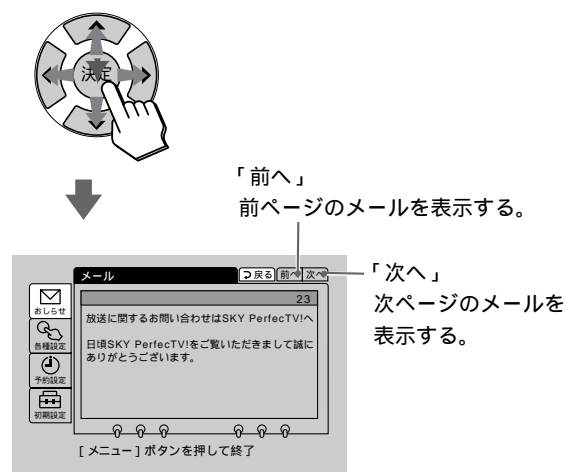 決定
「前へ」
前ページのメールを表示する。
「次へ」
次ページのメールを
表示する。
メール
戻る 前へ 次へ
23
おしらせ
各種設定
予約設定
初期設定
放送に関するお問い合わせはSKY PerfecTV!へ
日頃SKY PerfecTV!をご覧いただきまして誠に
ありがとうございます。
[メニュー]ボタンを押して終了